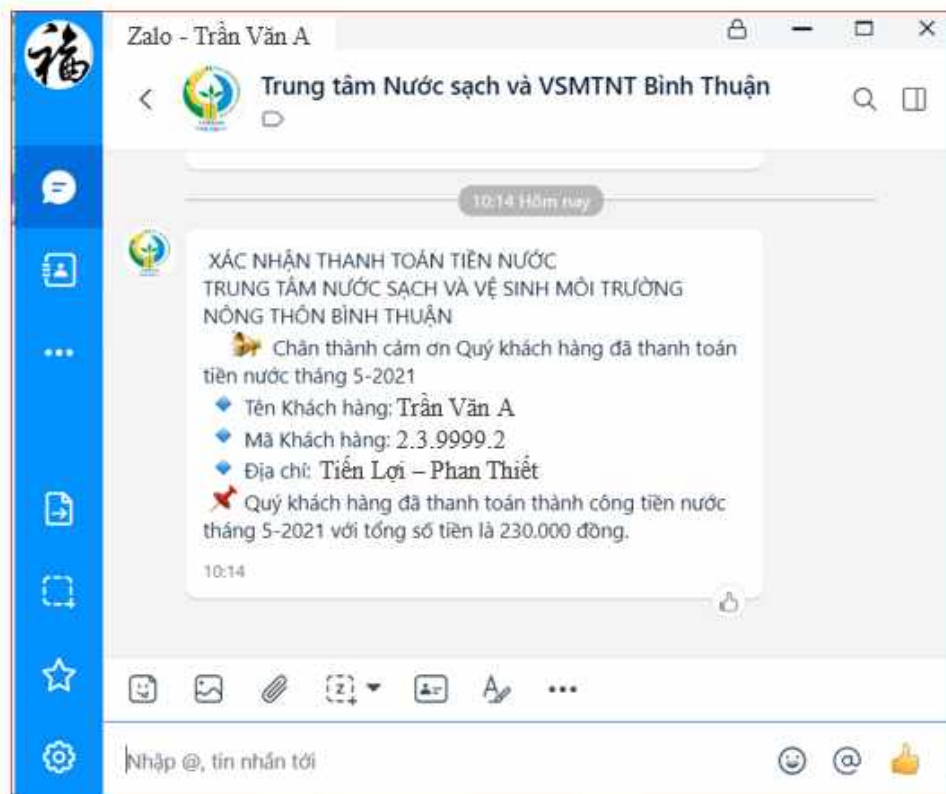 福
Zalo - Trần Văn A
Trung tâm Nước sạch và VSMTNT Bình Thuận
10:14 Hôm nay
XÁC NHẬN THANH TOÁN TIỀN NƯỚC
TRUNG TÂM NƯỚC SẠCH VÀ VỆ SINH MÔI TRƯỜNG
NÔNG THÔN BÌNH THUẬN
Chân thành cảm ơn Quý khách hàng đã thanh toán
tiền nước tháng 5-2021
Tên Khách hàng: Trần Văn A
Mã Khách hàng: 2.3.9999.2
Địa chỉ: Tiến Lợi – Phan Thiết
Quý khách hàng đã thanh toán thành công tiền nước
tháng 5-2021 với tổng số tiền là 230.000 đồng.
10:14
Nhập @, tin nhắn tới